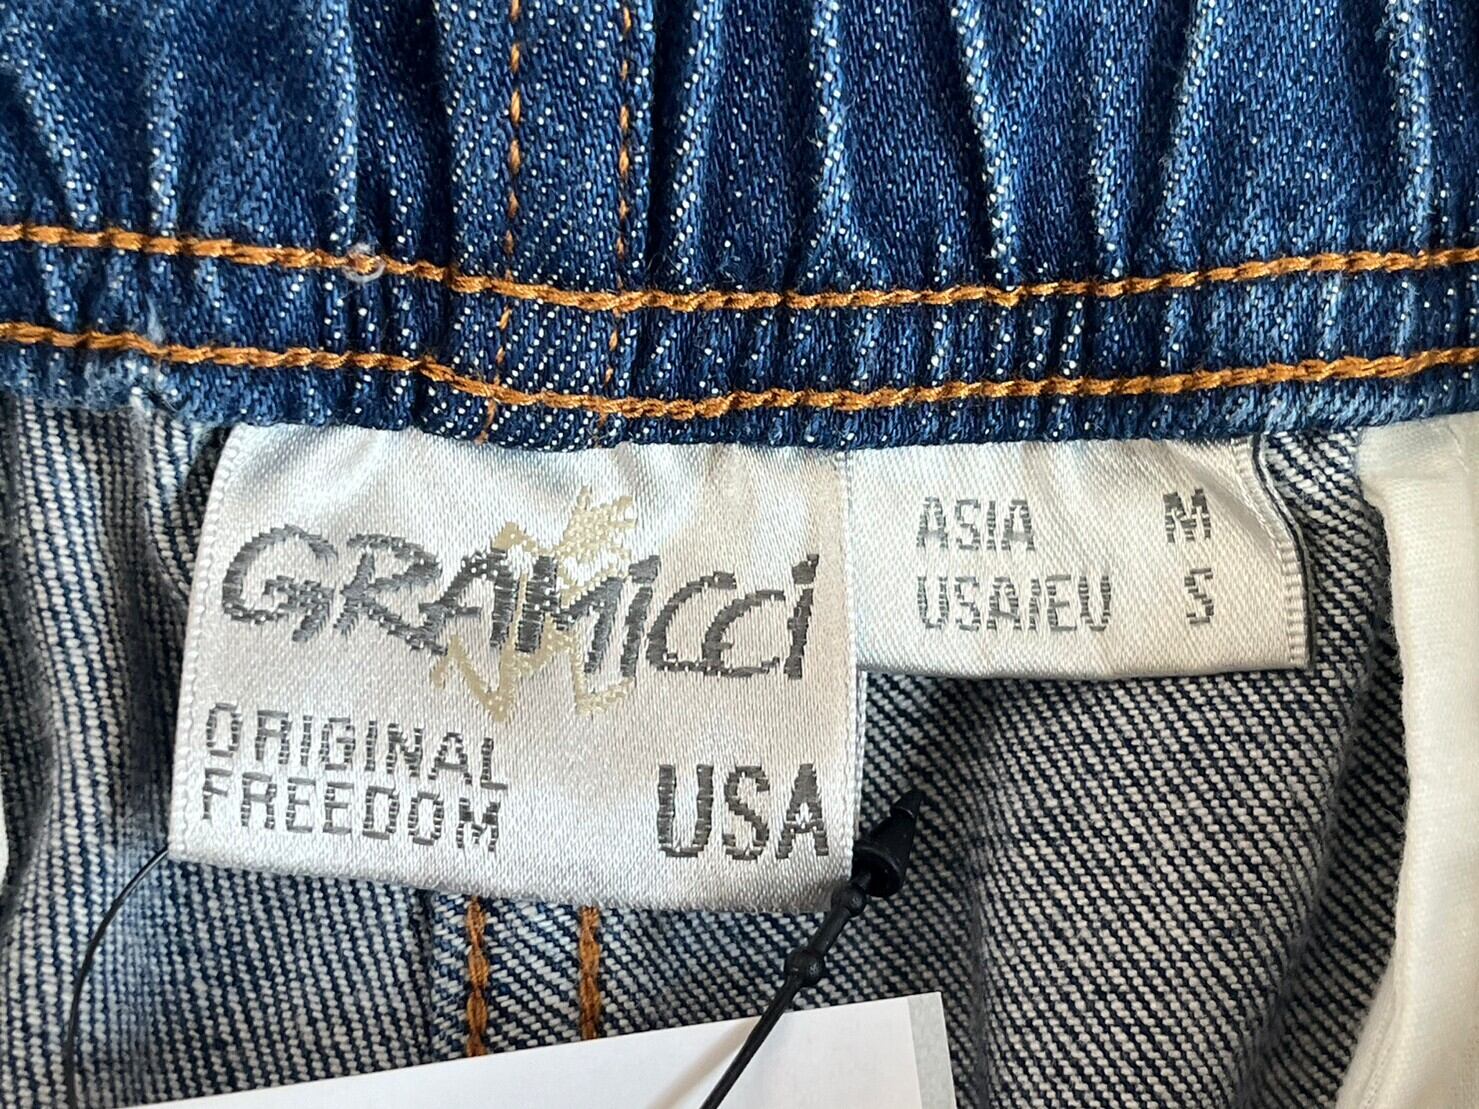 GRAMICCI
ORIGINAL
FREEDOM
USA
ASIA M
USA/EU S